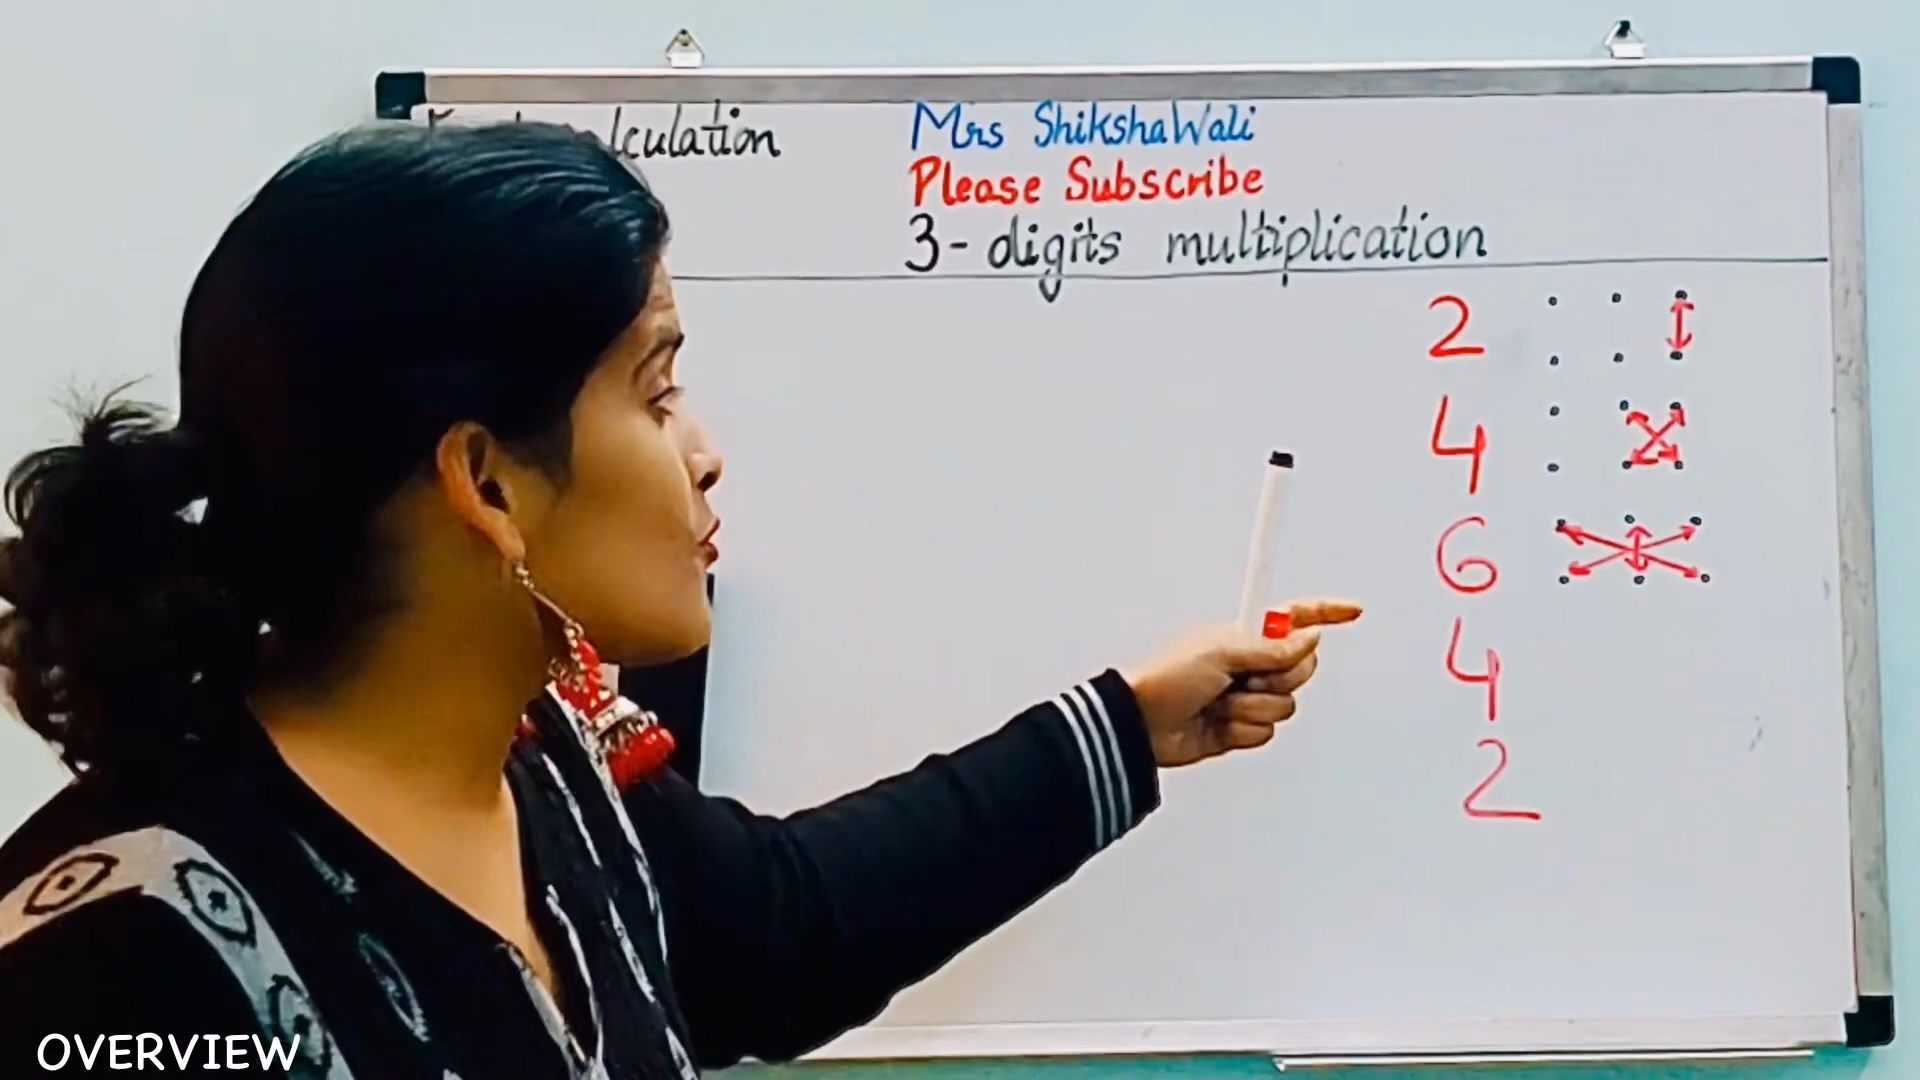 lculation
Mrs ShikshaWali
Please Subscribe
3- digits multiplication
2
4
6
4
2
OVERVIEW